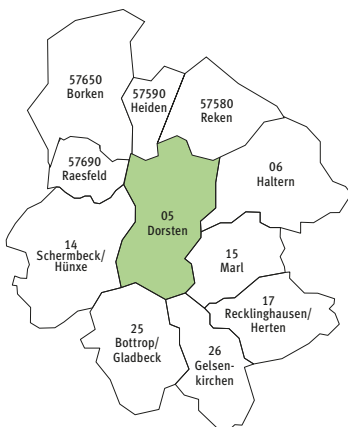 57650
Borken
57590
Heiden
57580
Reken
57690
Raesfeld
06
Haltern
05
Dorsten
14
Schermbeck/
Hünxe
15
Marl
17
Recklinghausen/
Herten
25
Bottrop/
Gladbeck
26
Gelsen-
kirchen